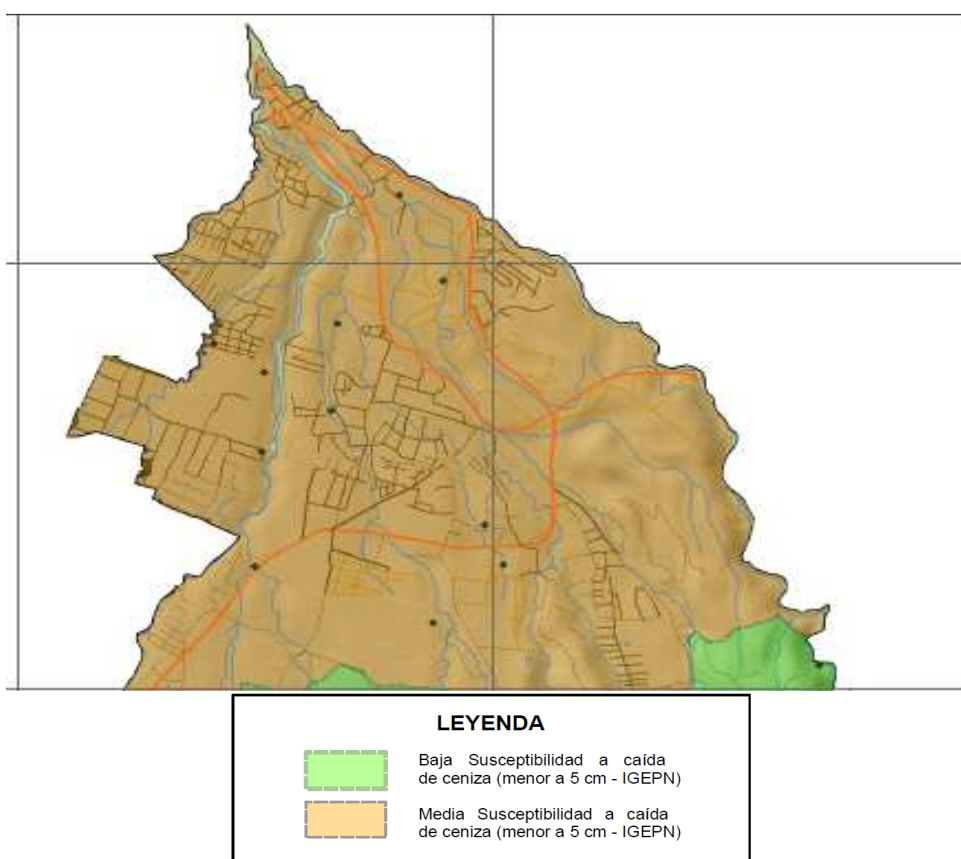 LEYENDA
Baja Susceptibilidad a caída
de ceniza (menor a 5 cm - IGEPN)
Media Susceptibilidad a caída
de ceniza (menor a 5 cm - IGEPN)